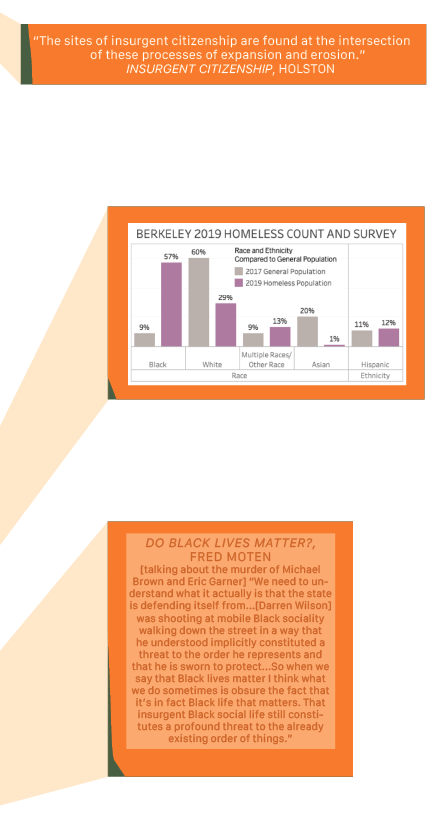 “The sites of insurgent citizenship are found at the intersection
of these processes of expansion and erosion.”
INSURGENT CITIZENSHIP, HOLSTON
BERKELEY 2019 HOMELESS COUNT AND SURVEY
Race and Ethnicity
Compared to General Population
2017 General Population
2019 Homeless Population
9% 57% 60% 29% 9% 13% 20% 1% 11% 12%
Black White Multiple Races/ Asian Hispanic
Other Race
Race Ethnicity
DO BLACK LIVES MATTER?,
FRED MOTEN
[talking about the murder of Michael
Brown and Eric Garner] “We need to un-
derstand what it actually is that the state
is defending itself from...[Darren Wilson]
was shooting at mobile Black sociality
walking down the street in a way that
he understood implicitly constituted a
threat to the order he represents and
that he is sworn to protect...So when we
say that Black lives matter I think what
we do sometimes is obsure the fact that
it’s in fact Black life that matters. That
insurgent Black social life still consti-
tutes a profound threat to the already
existing order of things.”